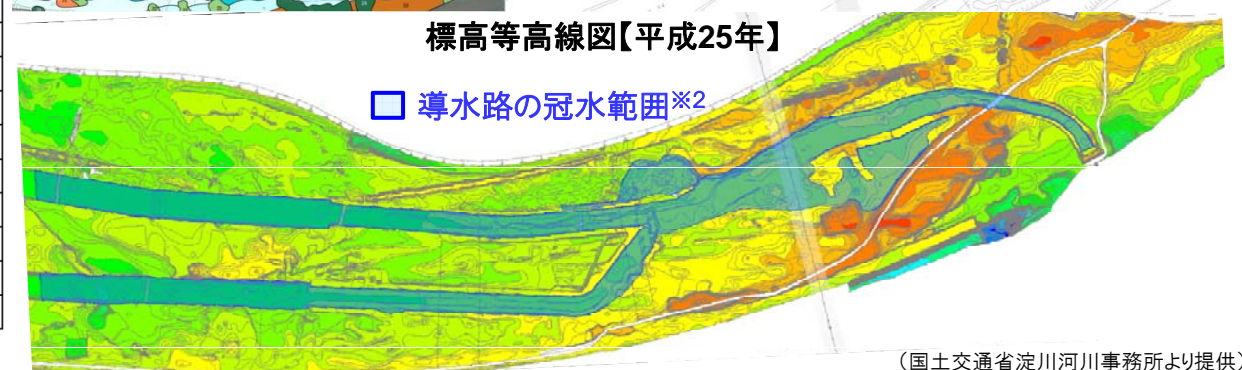 標高等高線図【平成25年】
導水路の冠水範囲※2
（国土交通省淀川河川事務所より提供）